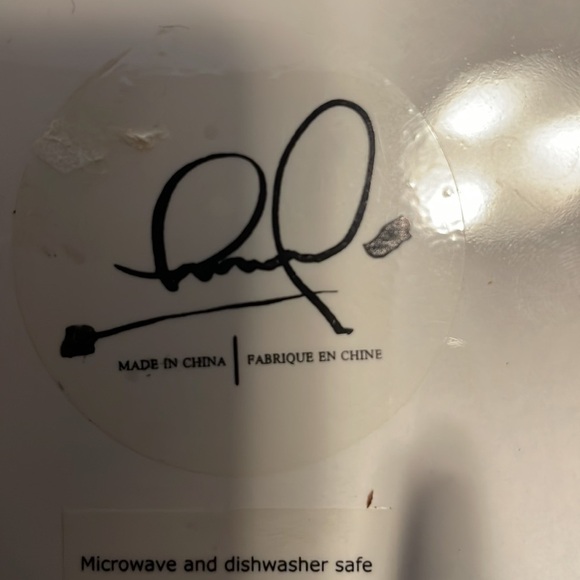 MADE IN CHINA | FABRIQUE EN CHINE
Microwave and dishwasher safe